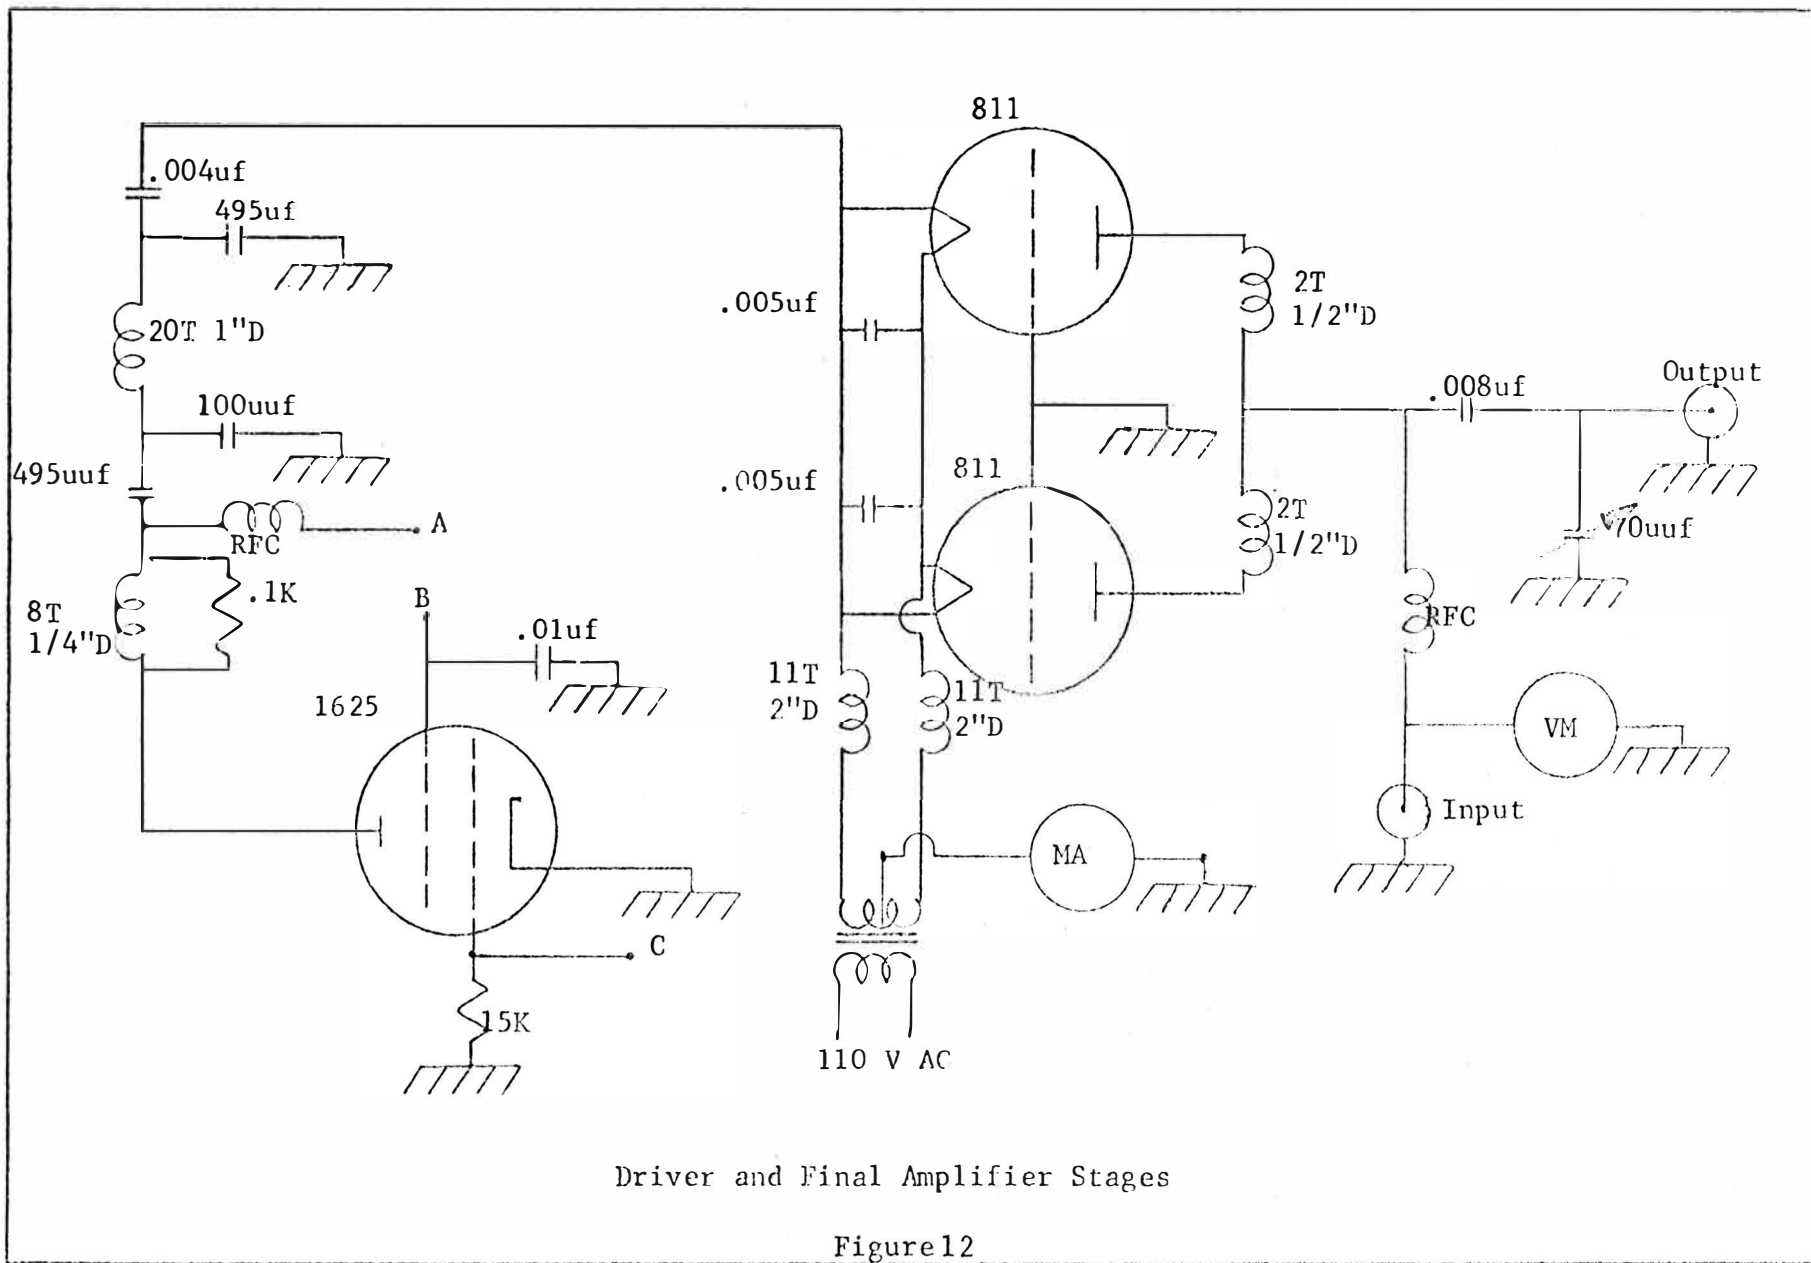 811
.004uf
495uf
20T 1"D
100uuf
495uuf
A
RFC
.1K
8T
1/4"D
B
.01uf
1625
C
15K
.005uf
.005uf
811
2T
1/2"D
2T
1/2"D
.008uf
Output
70uuf
RFC
VM
Input
11T
2"D
11T
2"D
MA
110 V AC
Driver and Final Amplifier Stages
Figure12